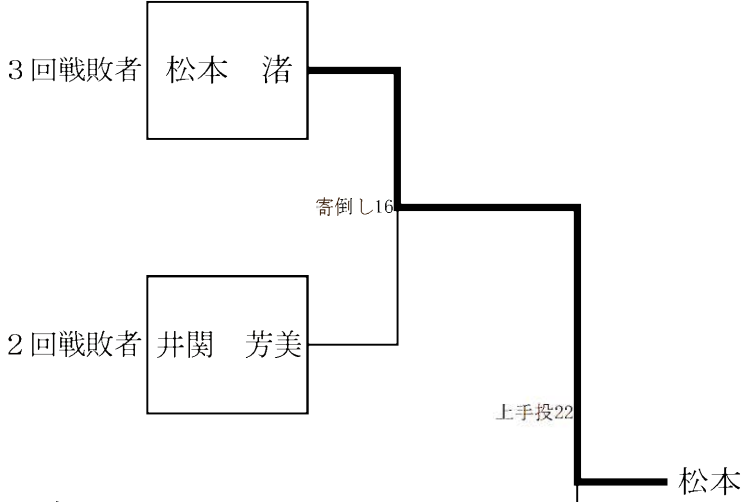 3回戦敗者 松本　渚
寄倒し16
2回戦敗者 井関　芳美
上手投22
松本